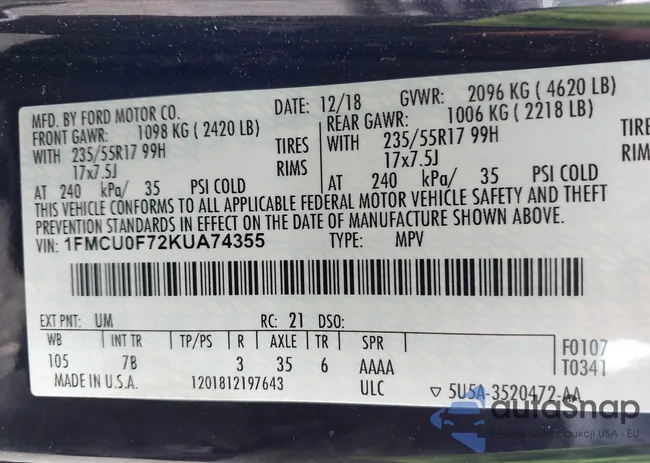 MFD. BY FORD MOTOR CO. DATE: 12/18 GVWR: 2096 KG ( 4620 LB)
FRONT GAWR: 1098 KG ( 2420 LB) REAR GAWR: 1006 KG ( 2218 LB)
WITH 235/55R17 99H TIRES WITH 235/55R17 99H TIRE
17x7.5J RIMS 17x7.5J RIM
AT 240 kPa/ 35 PSI COLD AT 240 kPa/ 35 PSI COLD
THIS VEHICLE CONFORMS TO ALL APPLICABLE FEDERAL MOTOR VEHICLE SAFETY AND THEFT
PREVENTION STANDARDS IN EFFECT ON THE DATE OF MANUFACTURE SHOWN ABOVE.
VIN: 1FMCU0F72KUA74355 TYPE: MPV
EXT PNT: UM RC: 21 DSO:
WB INT TR TP/PS R AXLE TR SPR F0107
105 7B 3 35 6 AAAA T0341
MADE IN U.S.A. 1201812197643 ULC ▽ 5U5A-3520472-AA
autoSnap
aukcji USA - EU